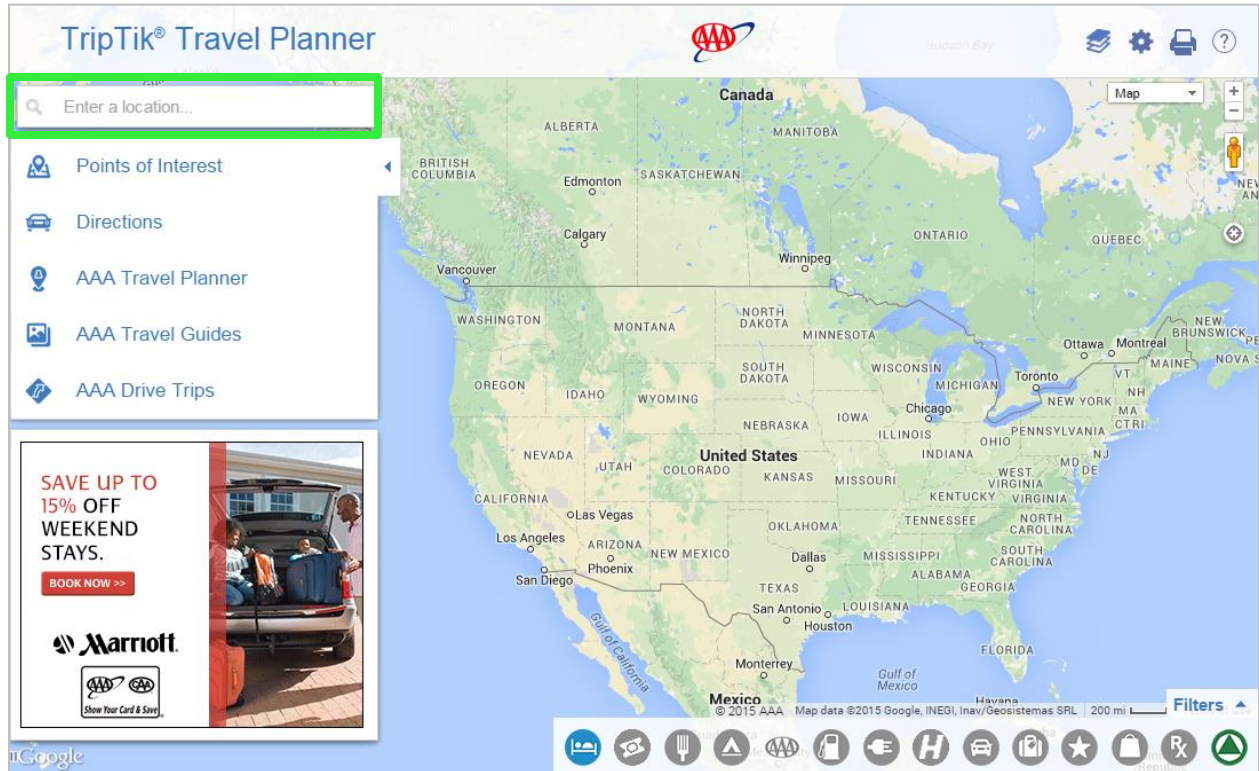 TripTik® Travel Planner
AAA
Hudson Bay
Enter a location...
Points of Interest
Directions
AAA Travel Planner
AAA Travel Guides
AAA Drive Trips
SAVE UP TO
15% OFF
WEEKEND
STAYS.
BOOK NOW >>
Marriott.
AAA CAA
Show Your Card & Save
Google
Map
+
−
Canada
ALBERTA
MANITOBA
BRITISH
COLUMBIA
Edmonton
SASKATCHEWAN
Calgary
ONTARIO
QUEBEC
Winnipeg
Vancouver
WASHINGTON
MONTANA
NORTH
DAKOTA
MINNESOTA
Ottawa
Montreal
NEW
BRUNSWICK
MAINE
NOVA S
VT
NH
MA
CT RI
OREGON
IDAHO
WYOMING
SOUTH
DAKOTA
WISCONSIN
MICHIGAN
Toronto
NEW YORK
NEBRASKA
IOWA
Chicago
ILLINOIS
INDIANA
OHIO
PENNSYLVANIA
NEVADA
UTAH
COLORADO
United States
KANSAS
MISSOURI
WEST
VIRGINIA
MD
DE
NJ
KENTUCKY
VIRGINIA
CALIFORNIA
Las Vegas
Los Angeles
ARIZONA
Phoenix
San Diego
NEW MEXICO
OKLAHOMA
TENNESSEE
NORTH
CAROLINA
Dallas
MISSISSIPPI
SOUTH
CAROLINA
ALABAMA
GEORGIA
TEXAS
San Antonio
LOUISIANA
Houston
FLORIDA
Gulf of California
Monterrey
Gulf of
Mexico
Mexico
Havana
© 2015 AAA
Map data ©2015 Google, INEGI, Inav/Geosistemas SRL
200 mi
Filters
AAA
H
Rx